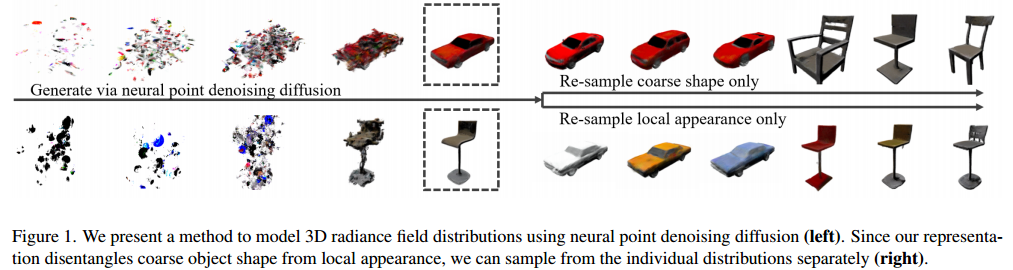 Generate via neural point denoising diffusion
Re-sample coarse shape only
Re-sample local appearance only
Figure 1. We present a method to model 3D radiance field distributions using neural point denoising diffusion (left). Since our representa-
tion disentangles coarse object shape from local appearance, we can sample from the individual distributions separately (right).